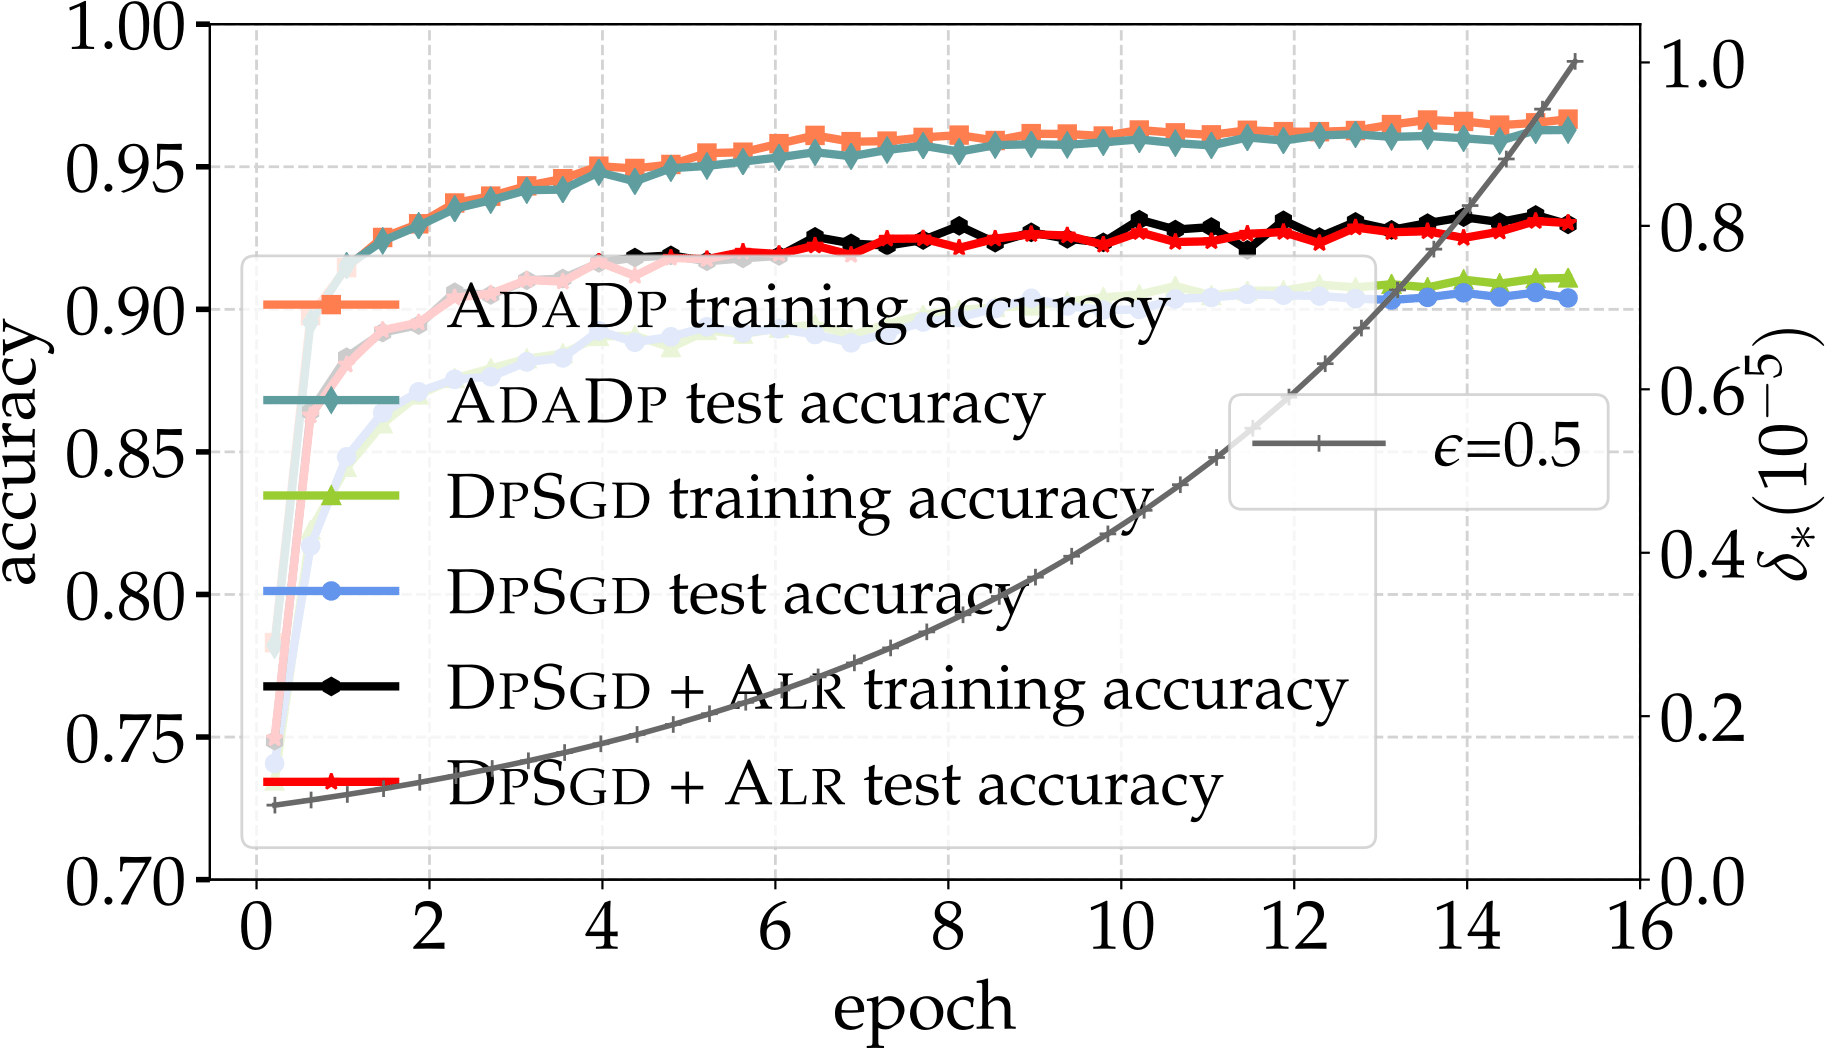 1.00
0.95
0.90
0.85
0.80
0.75
0.70
accuracy
ADADP training accuracy
ADADP test accuracy
DPSGD training accuracy
DPSGD test accuracy
DPSGD + ALR training accuracy
DPSGD + ALR test accuracy
ϵ=0.5
1.0
0.8
0.6
0.4
0.2
0.0
δ* (10⁻⁵)
0 2 4 6 8 10 12 14 16
epoch